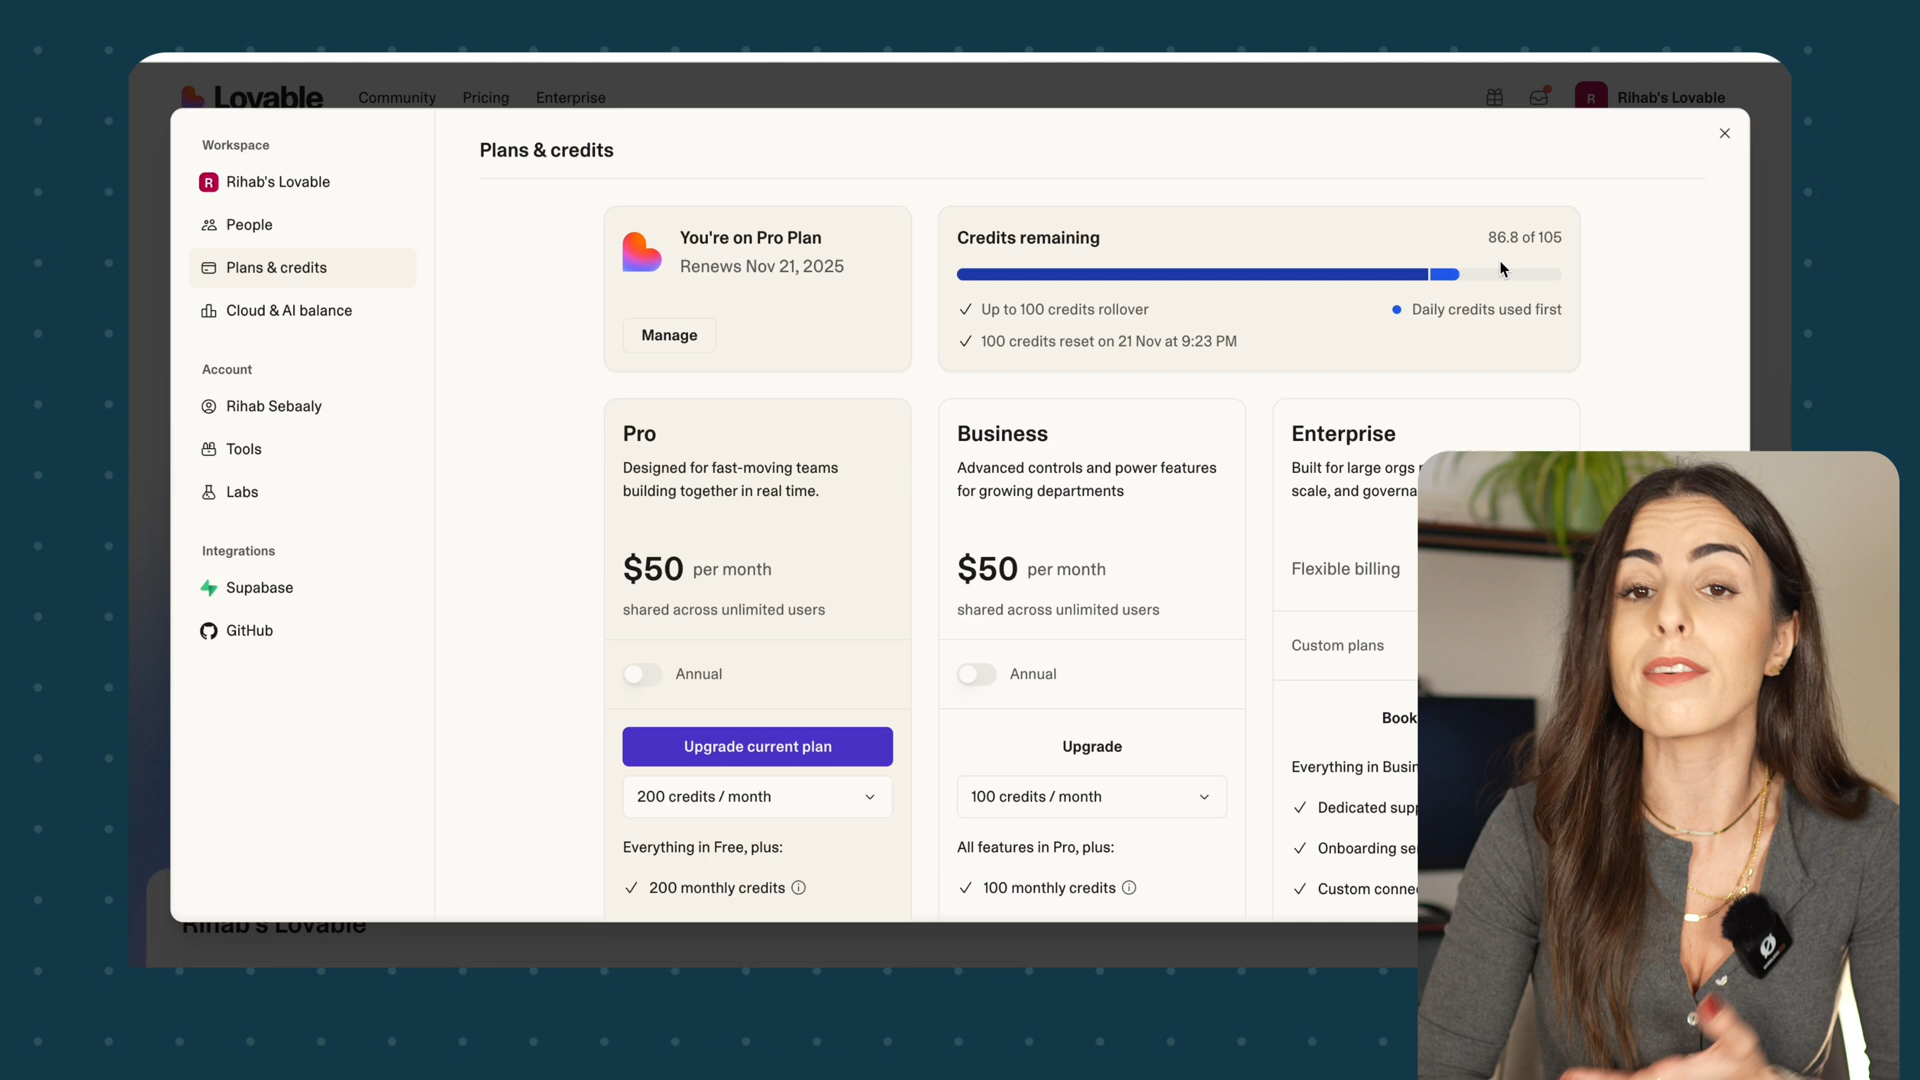 Lovable
Community
Pricing
Enterprise
R
Rihab's Lovable
Workspace
R
Rihab's Lovable
People
Plans & credits
Cloud & AI balance
Account
Rihab Sebaaly
Tools
Labs
Integrations
Supabase
GitHub
Plans & credits
You're on Pro Plan
Renews Nov 21, 2025
Manage
Credits remaining
86.8 of 105
Up to 100 credits rollover
Daily credits used first
100 credits reset on 21 Nov at 9:23 PM
Pro
Designed for fast-moving teams
building together in real time.
$50 per month
shared across unlimited users
Annual
Upgrade current plan
200 credits / month
Everything in Free, plus:
200 monthly credits
Business
Advanced controls and power features
for growing departments
$50 per month
shared across unlimited users
Annual
Upgrade
100 credits / month
All features in Pro, plus:
100 monthly credits
Enterprise
Built for large orgs
scale, and governa
Flexible billing
Custom plans
Book
Everything in Busin
Dedicated supp
Onboarding se
Custom conne
Rihab's Lovable